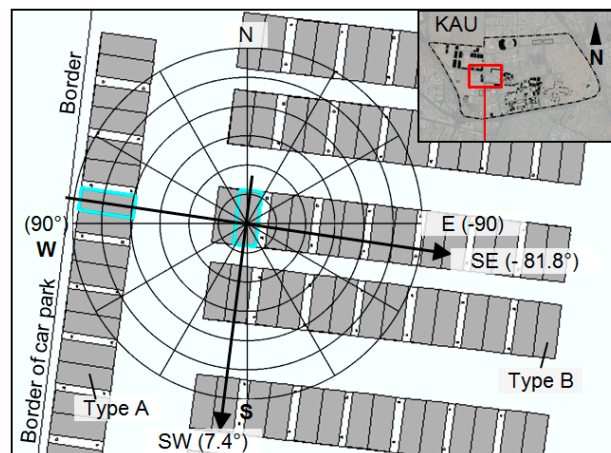 KAU
N
N
Border
(90°)
W
E (-90)
SE (- 81.8°)
Border of car park
Type A
Type B
S
SW (7.4°)